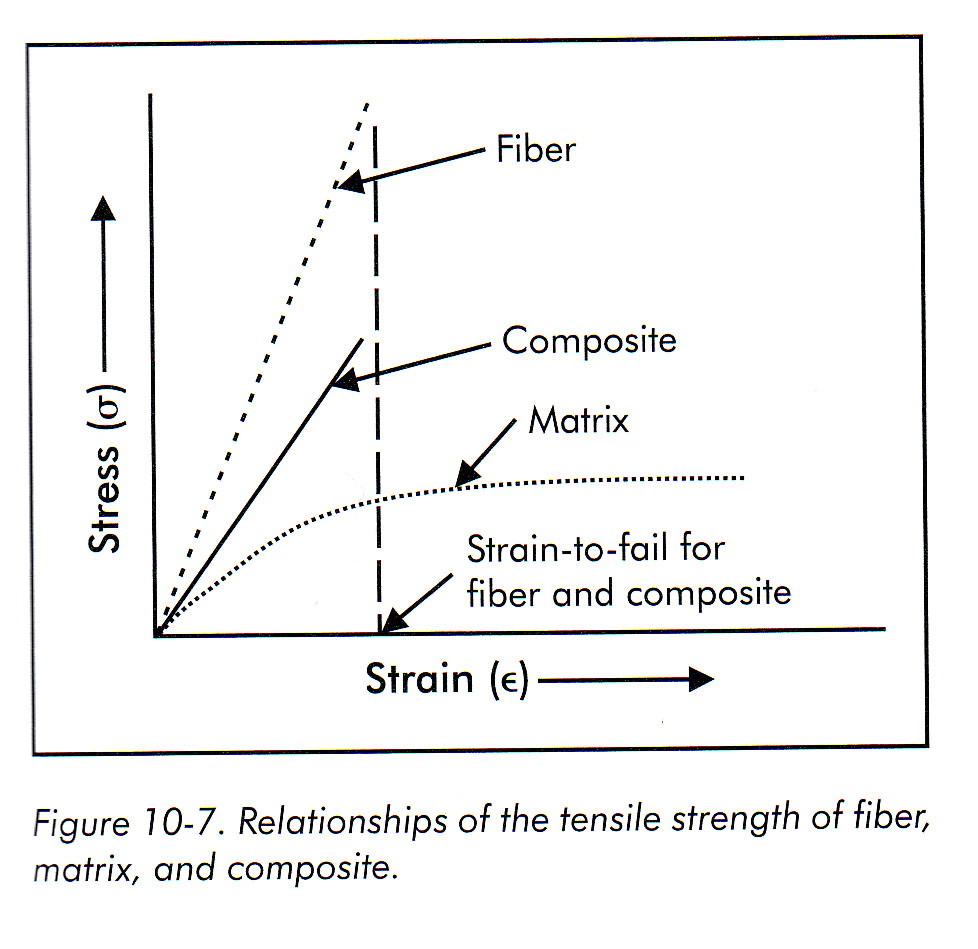 Fiber
Composite
Matrix
Stress (σ)
Strain-to-fail for
fiber and composite
Strain (ϵ)
Figure 10-7. Relationships of the tensile strength of fiber,
matrix, and composite.